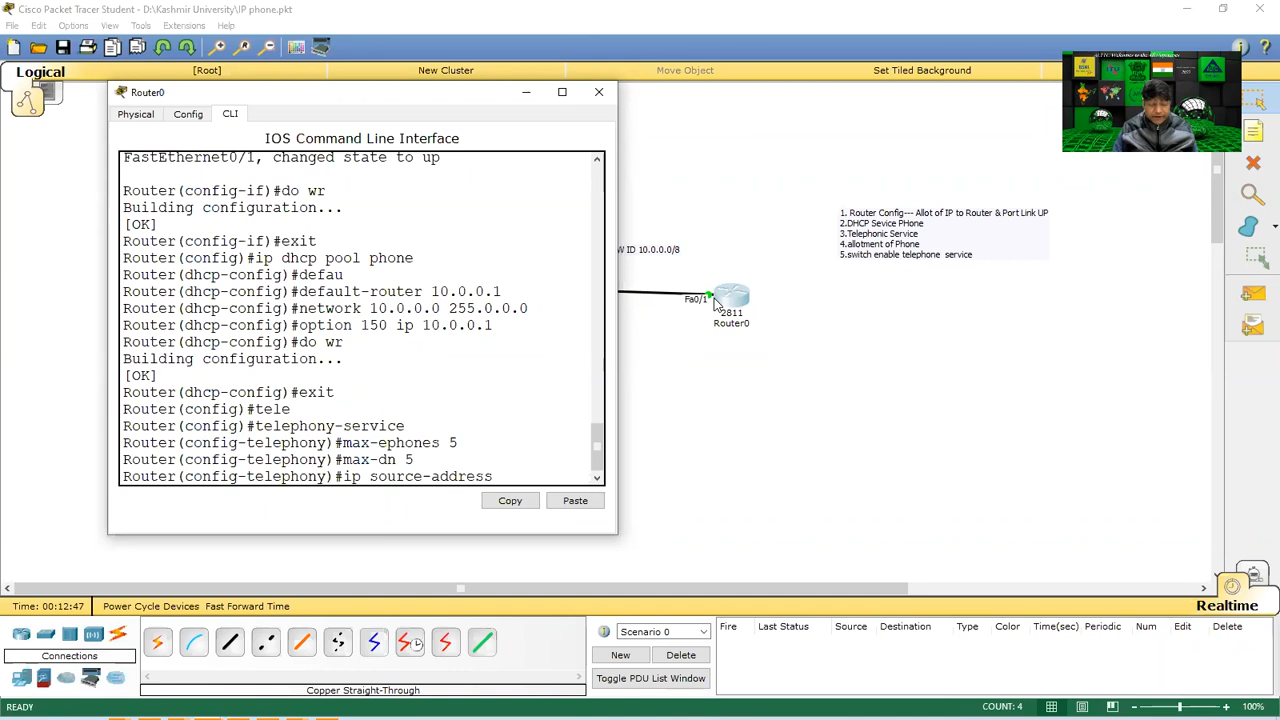 Cisco Packet Tracer Student - D:\Kashmir University\IP phone.pkt
File Edit Options View Tools Extensions Help
Logical [Root] New Cluster Move Object Set Tiled Background
Router0
Physical Config CLI
IOS Command Line Interface
FastEthernet0/1, changed state to up
Router(config-if)#do wr
Building configuration...
[OK]
Router(config-if)#exit
Router(config)#ip dhcp pool phone
Router(dhcp-config)#defau
Router(dhcp-config)#default-router 10.0.0.1
Router(dhcp-config)#network 10.0.0.0 255.0.0.0
Router(dhcp-config)#option 150 ip 10.0.0.1
Router(dhcp-config)#do wr
Building configuration...
[OK]
Router(dhcp-config)#exit
Router(config)#tele
Router(config)#telephony-service
Router(config-telephony)#max-ephones 5
Router(config-telephony)#max-dn 5
Router(config-telephony)#ip source-address
Copy Paste
W ID 10.0.0.0/8
Fa0/1
2811
Router0
1. Router Config--- Allot of IP to Router & Port Link UP
2.DHCP Sevice PHone
3.Telephonic Service
4.allotment of Phone
5.switch enable telephone service
Time: 00:12:47 Power Cycle Devices Fast Forward Time
Realtime
Connections
Copper Straight-Through
Scenario 0
New Delete
Toggle PDU List Window
Fire Last Status Source Destination Type Color Time(sec) Periodic Num Edit Delete
READY
COUNT: 4
100%